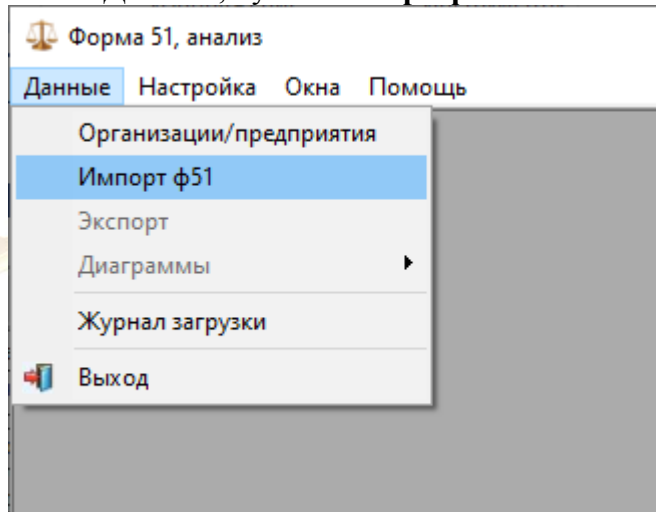 Форма 51, анализ
Данные Настройка Окна Помощь
Организации/предприятия
Импорт ф51
Экспорт
Диаграммы
Журнал загрузки
Выход